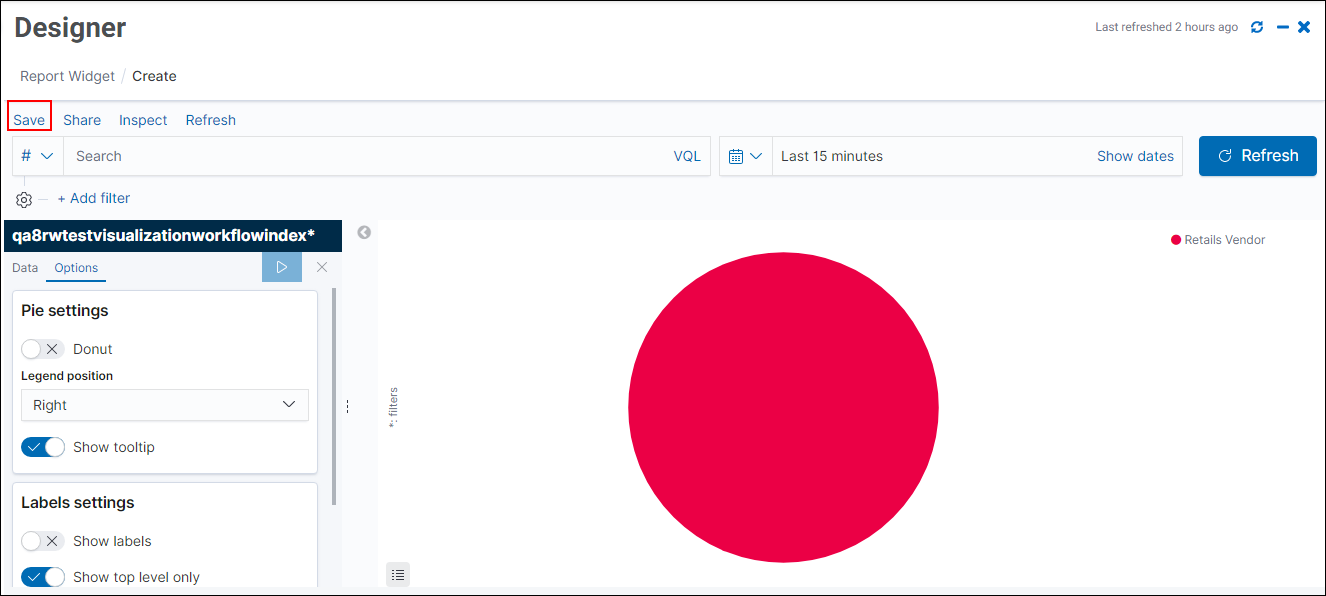 Designer
Last refreshed 2 hours ago
Report Widget / Create
Save Share Inspect Refresh
# Search VQL Last 15 minutes Show dates Refresh
+ Add filter
qa8rwtestvisualizationworkflowindex*
Retails Vendor
Data Options
Pie settings
Donut
Legend position
Right
*: filters
Show tooltip
Labels settings
Show labels
Show top level only